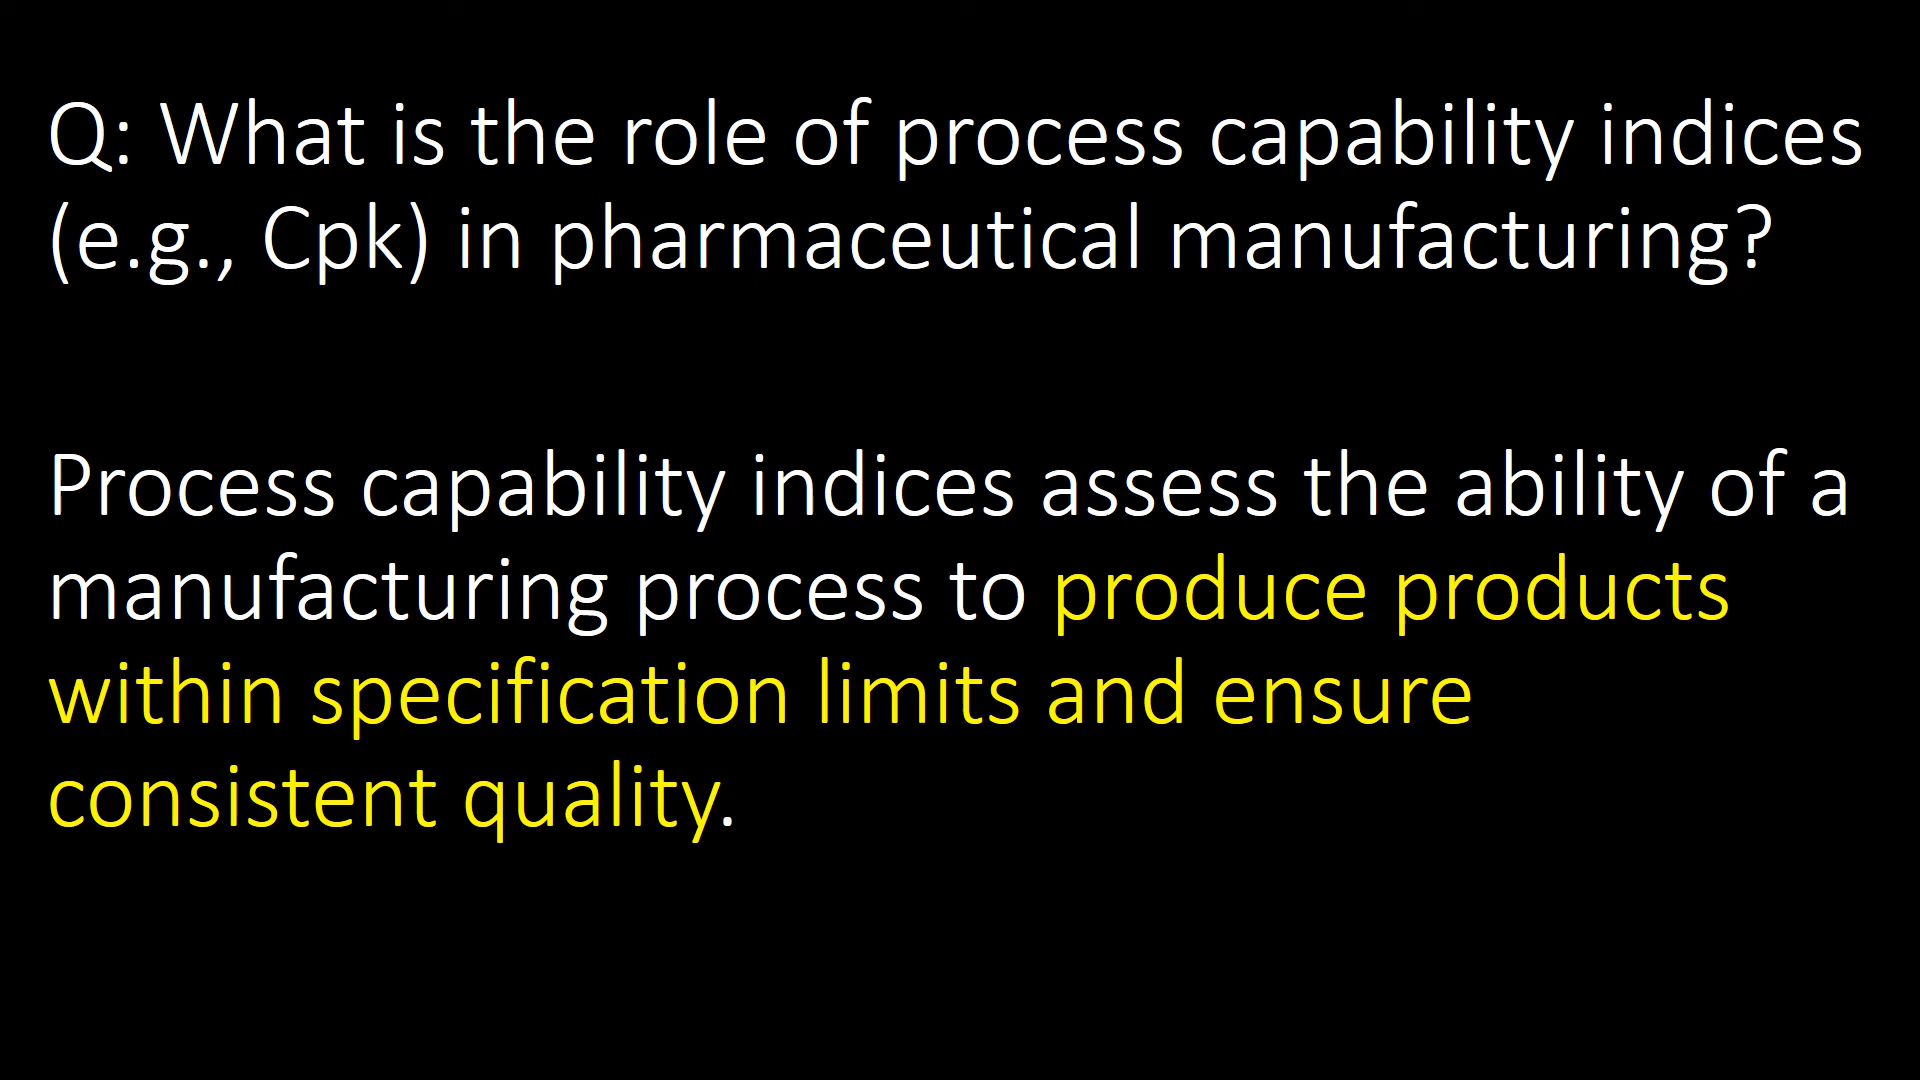 Q: What is the role of process capability indices
(e.g., Cpk) in pharmaceutical manufacturing?
Process capability indices assess the ability of a
manufacturing process to produce products
within specification limits and ensure
consistent quality.